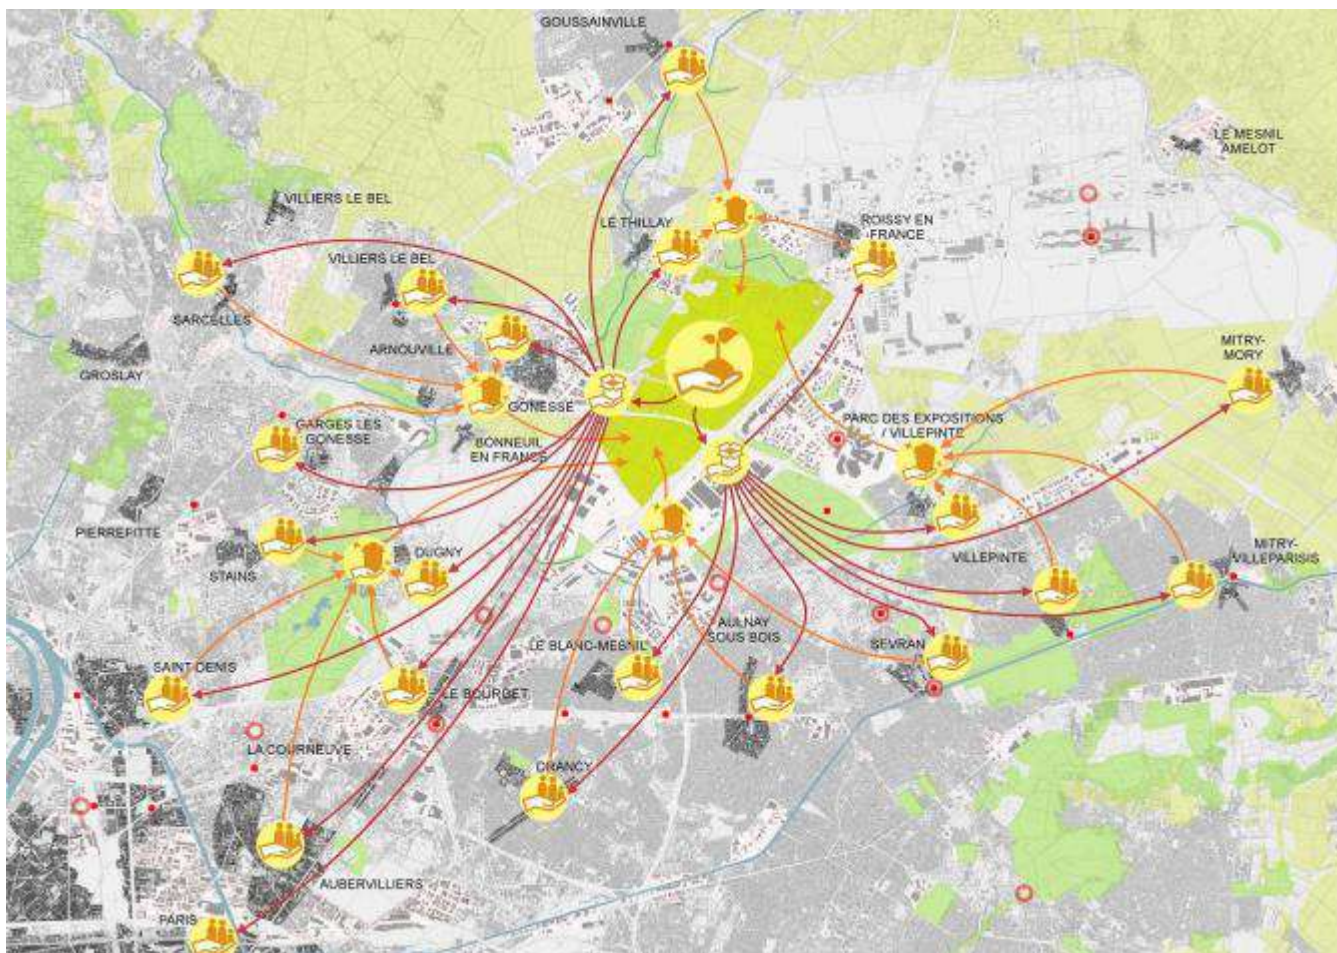 GOUSSAINVILLE
LE MESNIL
AMELOT
VILLIERS LE BEL
LE THILLAY
ROISSY EN
FRANCE
VILLIERS LE BEL
SARCELLES
ARNOUVILLE
GROSLAY
MITRY-
MORY
GONESSE
PARC DES EXPOSITIONS
/ VILLEPINTE
GARGES LES
GONESSE
BONNEUIL
EN FRANCE
PIERREFITTE
STAINS
DUGNY
VILLEPINTE
MITRY-
VILLEPARISIS
AULNAY
SOUS BOIS
LE BLANC-MESNIL
SEVRAN
SAINT DENIS
LE BOURGET
LA COURNEUVE
DRANCY
AUBERVILLIERS
PARIS